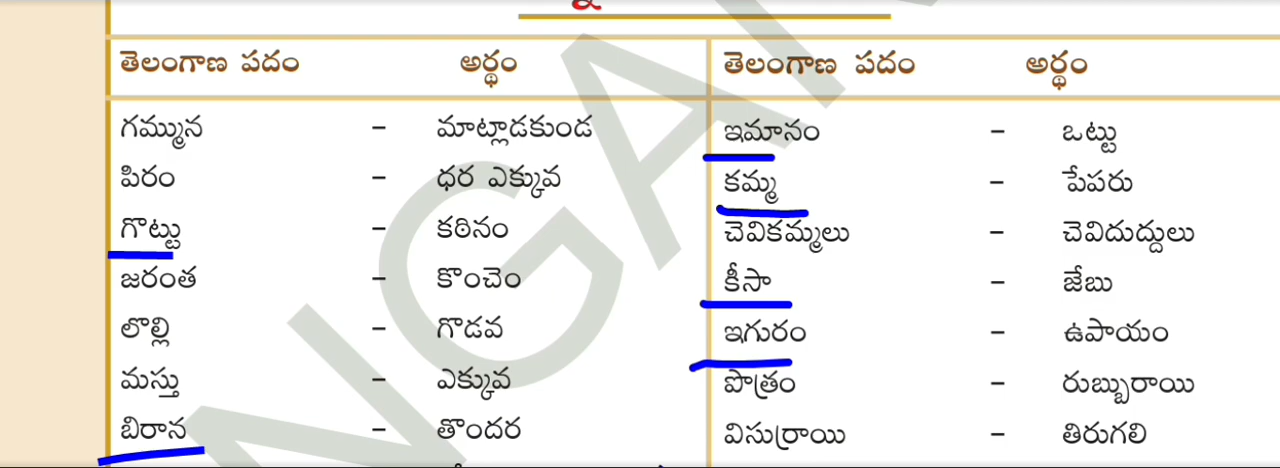 తెలంగాణ పదం అర్థం
గమ్మున - మాట్లాడకుండ
పిరం - ధర ఎక్కువ
గొట్టు - కఠినం
జరంత - కొంచెం
లొల్లి - గొడవ
మస్తు - ఎక్కువ
బిరాన - తొందర
తెలంగాణ పదం అర్థం
ఇమానం - ఒట్టు
కమ్మ - పేపరు
చెవికమ్మలు - చెవిదుద్దులు
కీసా - జేబు
ఇగురం - ఉపాయం
పొత్రం - రుబ్బురాయి
విసుర్రాయి - తిరుగలి